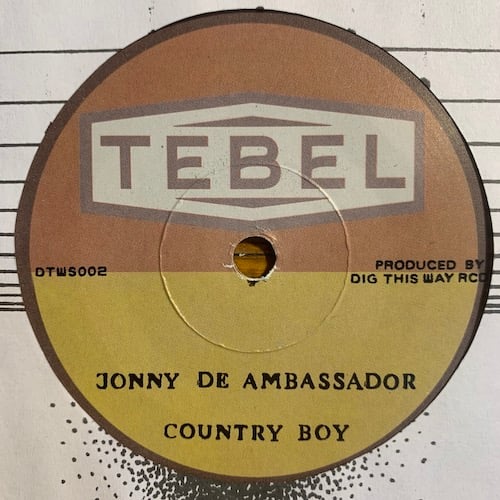 TEBEL
DTWS002
PRODUCED BY
DIG THIS WAY RCD
JONNY DE AMBASSADOR
COUNTRY BOY